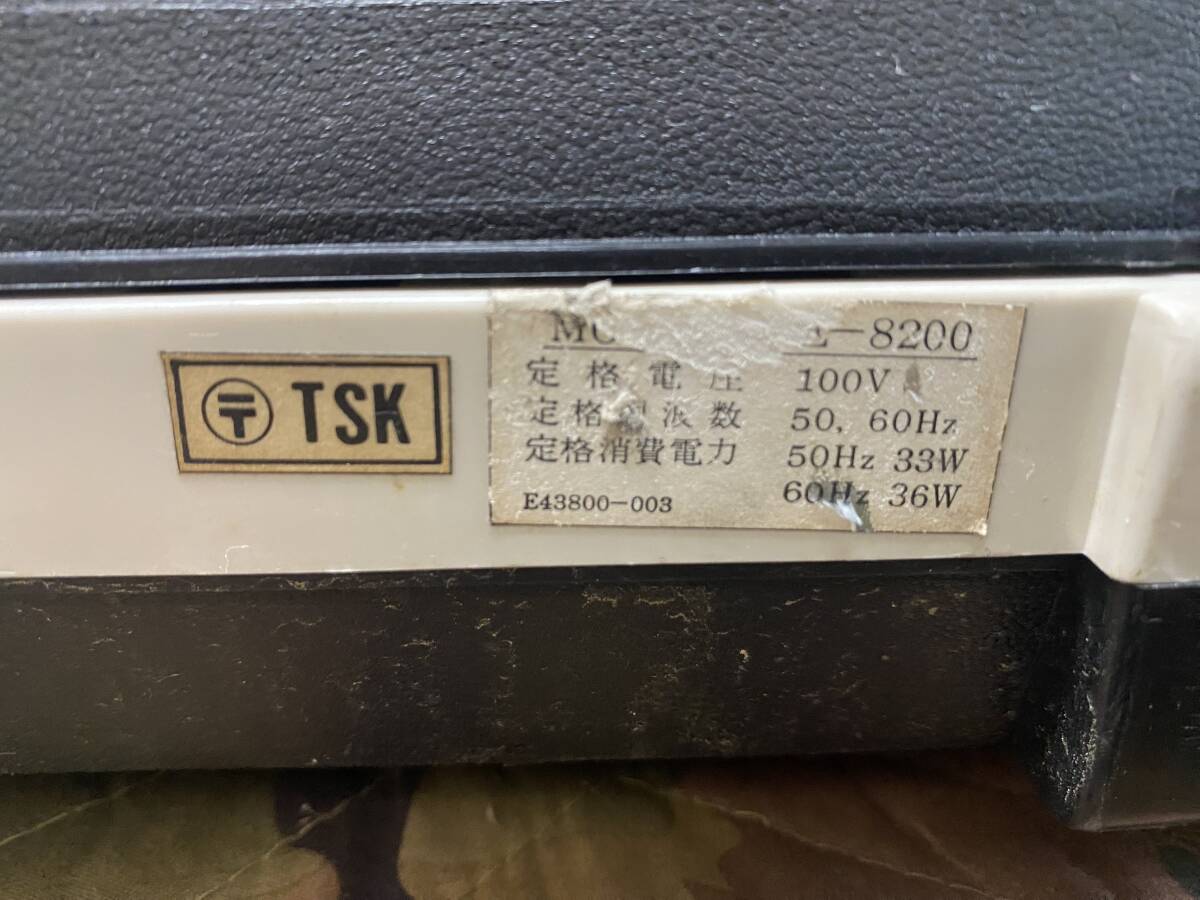 〒 TSK
8200
定格電圧 100V
定格周波数 50, 60Hz
定格消費電力 50Hz 33W
60Hz 36W
E43800-003